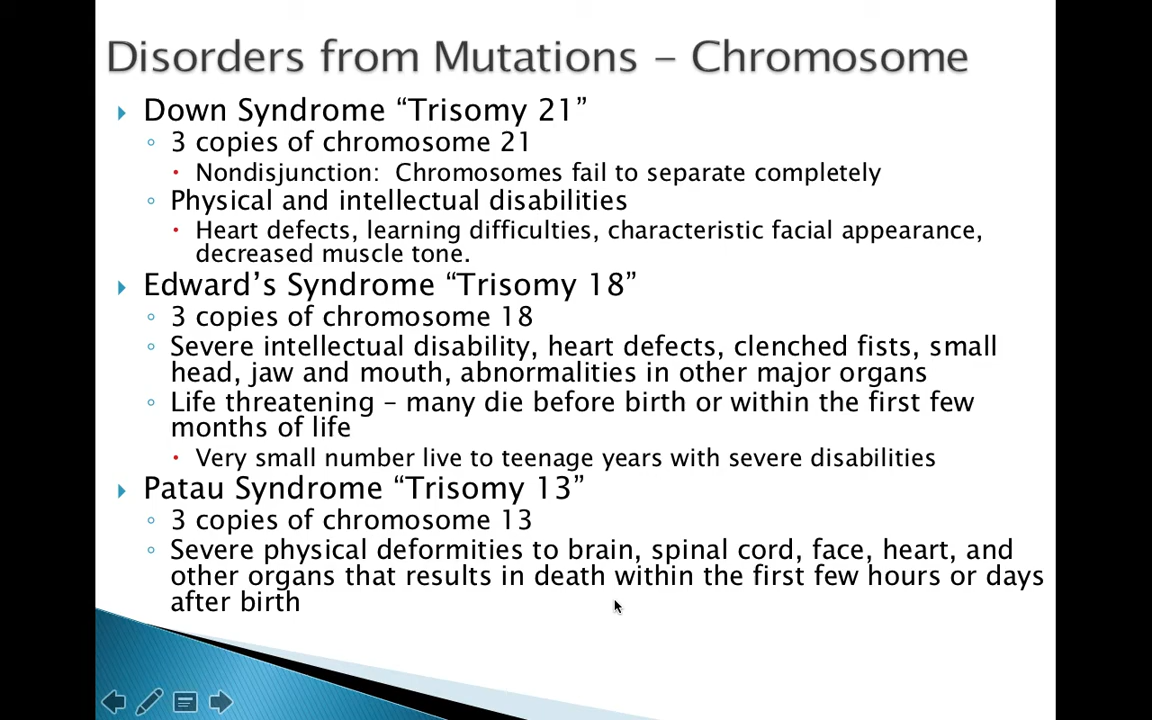 Disorders from Mutations – Chromosome
Down Syndrome “Trisomy 21”
3 copies of chromosome 21
Nondisjunction: Chromosomes fail to separate completely
Physical and intellectual disabilities
Heart defects, learning difficulties, characteristic facial appearance,
decreased muscle tone.
Edward’s Syndrome “Trisomy 18”
3 copies of chromosome 18
Severe intellectual disability, heart defects, clenched fists, small
head, jaw and mouth, abnormalities in other major organs
Life threatening – many die before birth or within the first few
months of life
Very small number live to teenage years with severe disabilities
Patau Syndrome “Trisomy 13”
3 copies of chromosome 13
Severe physical deformities to brain, spinal cord, face, heart, and
other organs that results in death within the first few hours or days
after birth